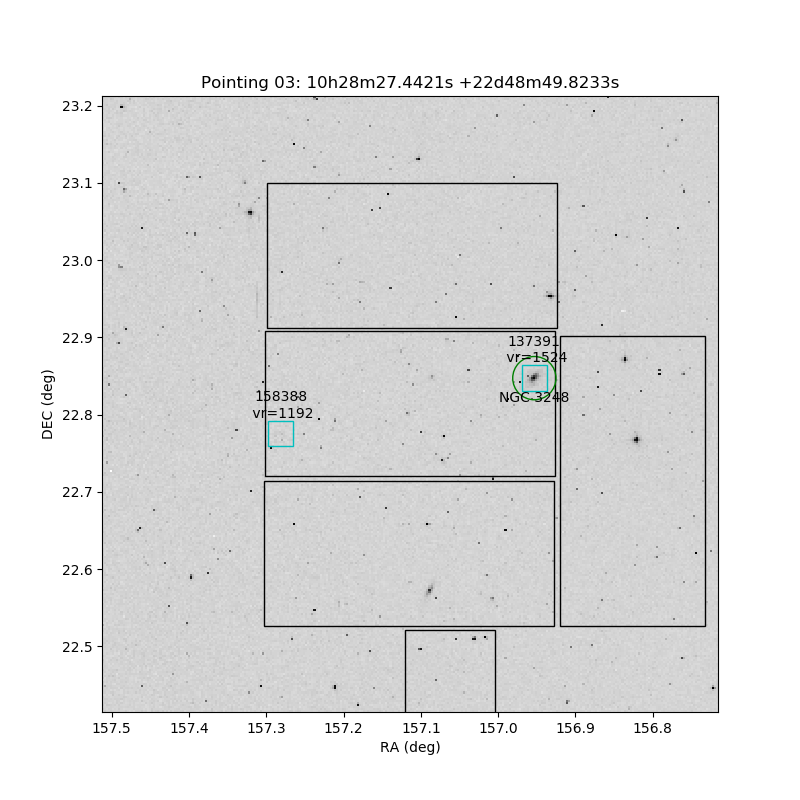 Pointing 03: 10h28m27.4421s +22d48m49.8233s
23.2
23.1
23.0
22.9
22.8
22.7
22.6
22.5
DEC (deg)
137391
vr=1524
NGC 3248
158388
vr=1192
157.5 157.4 157.3 157.2 157.1 157.0 156.9 156.8
RA (deg)